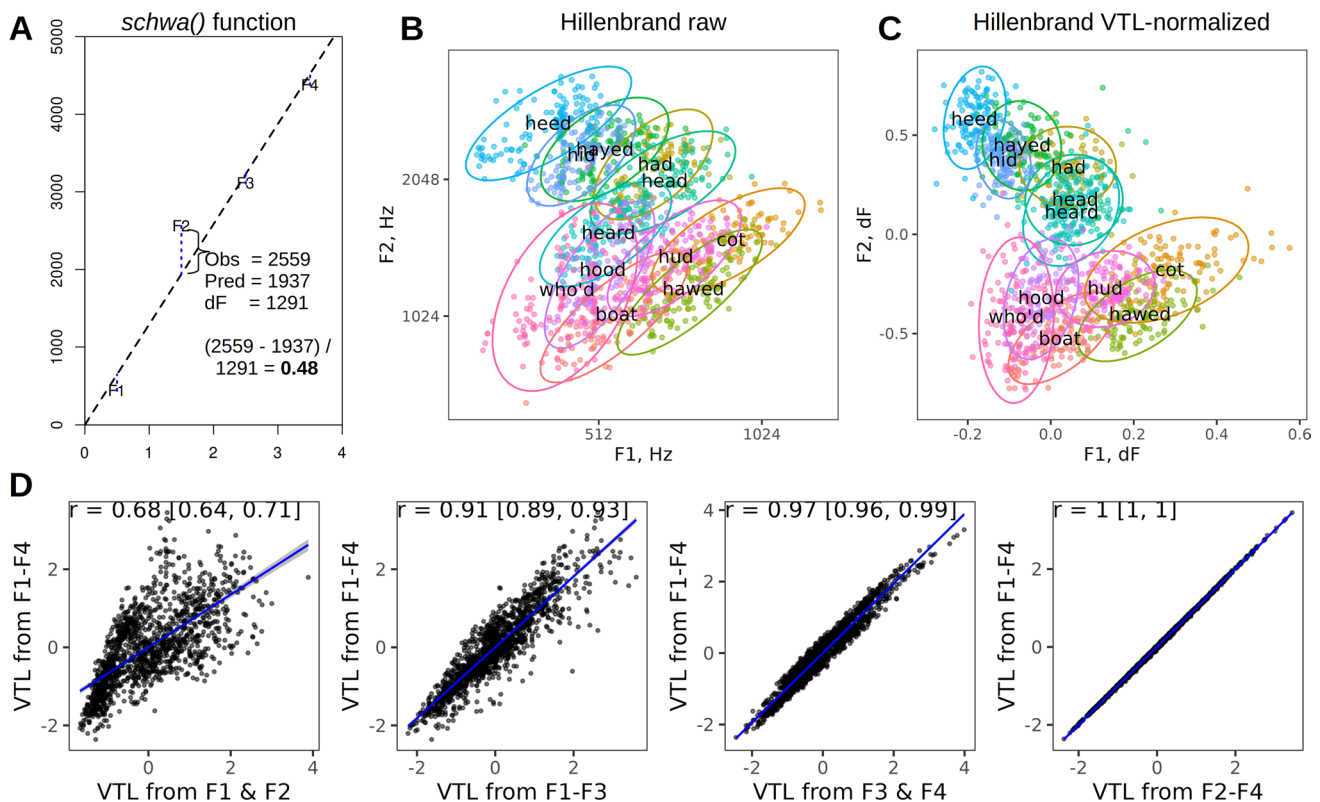 A
schwa() function
5000
4000
3000
2000
1000
0
0 1 2 3 4
F4
F3
F2
F1
Obs = 2559
Pred = 1937
dF = 1291
(2559 - 1937) /
1291 = 0.48
B
Hillenbrand raw
F2, Hz
2048
1024
512 1024
F1, Hz
heed
hayed
hid
had
head
heard
cot
hud
hood
who'd
hawed
boat
C
Hillenbrand VTL-normalized
F2, dF
0.5
0.0
-0.5
-0.2 0.0 0.2 0.4 0.6
F1, dF
heed
hayed
hid
had
head
heard
cot
hud
hood
who'd
hawed
boat
D
r = 0.68 [0.64, 0.71]
VTL from F1-F4
2
0
-2
0 2 4
VTL from F1 & F2
r = 0.91 [0.89, 0.93]
VTL from F1-F4
2
0
-2
-2 0 2
VTL from F1-F3
r = 0.97 [0.96, 0.99]
VTL from F1-F4
4
2
0
-2
-2 0 2 4
VTL from F3 & F4
r = 1 [1, 1]
VTL from F1-F4
2
0
-2
-2 0 2
VTL from F2-F4